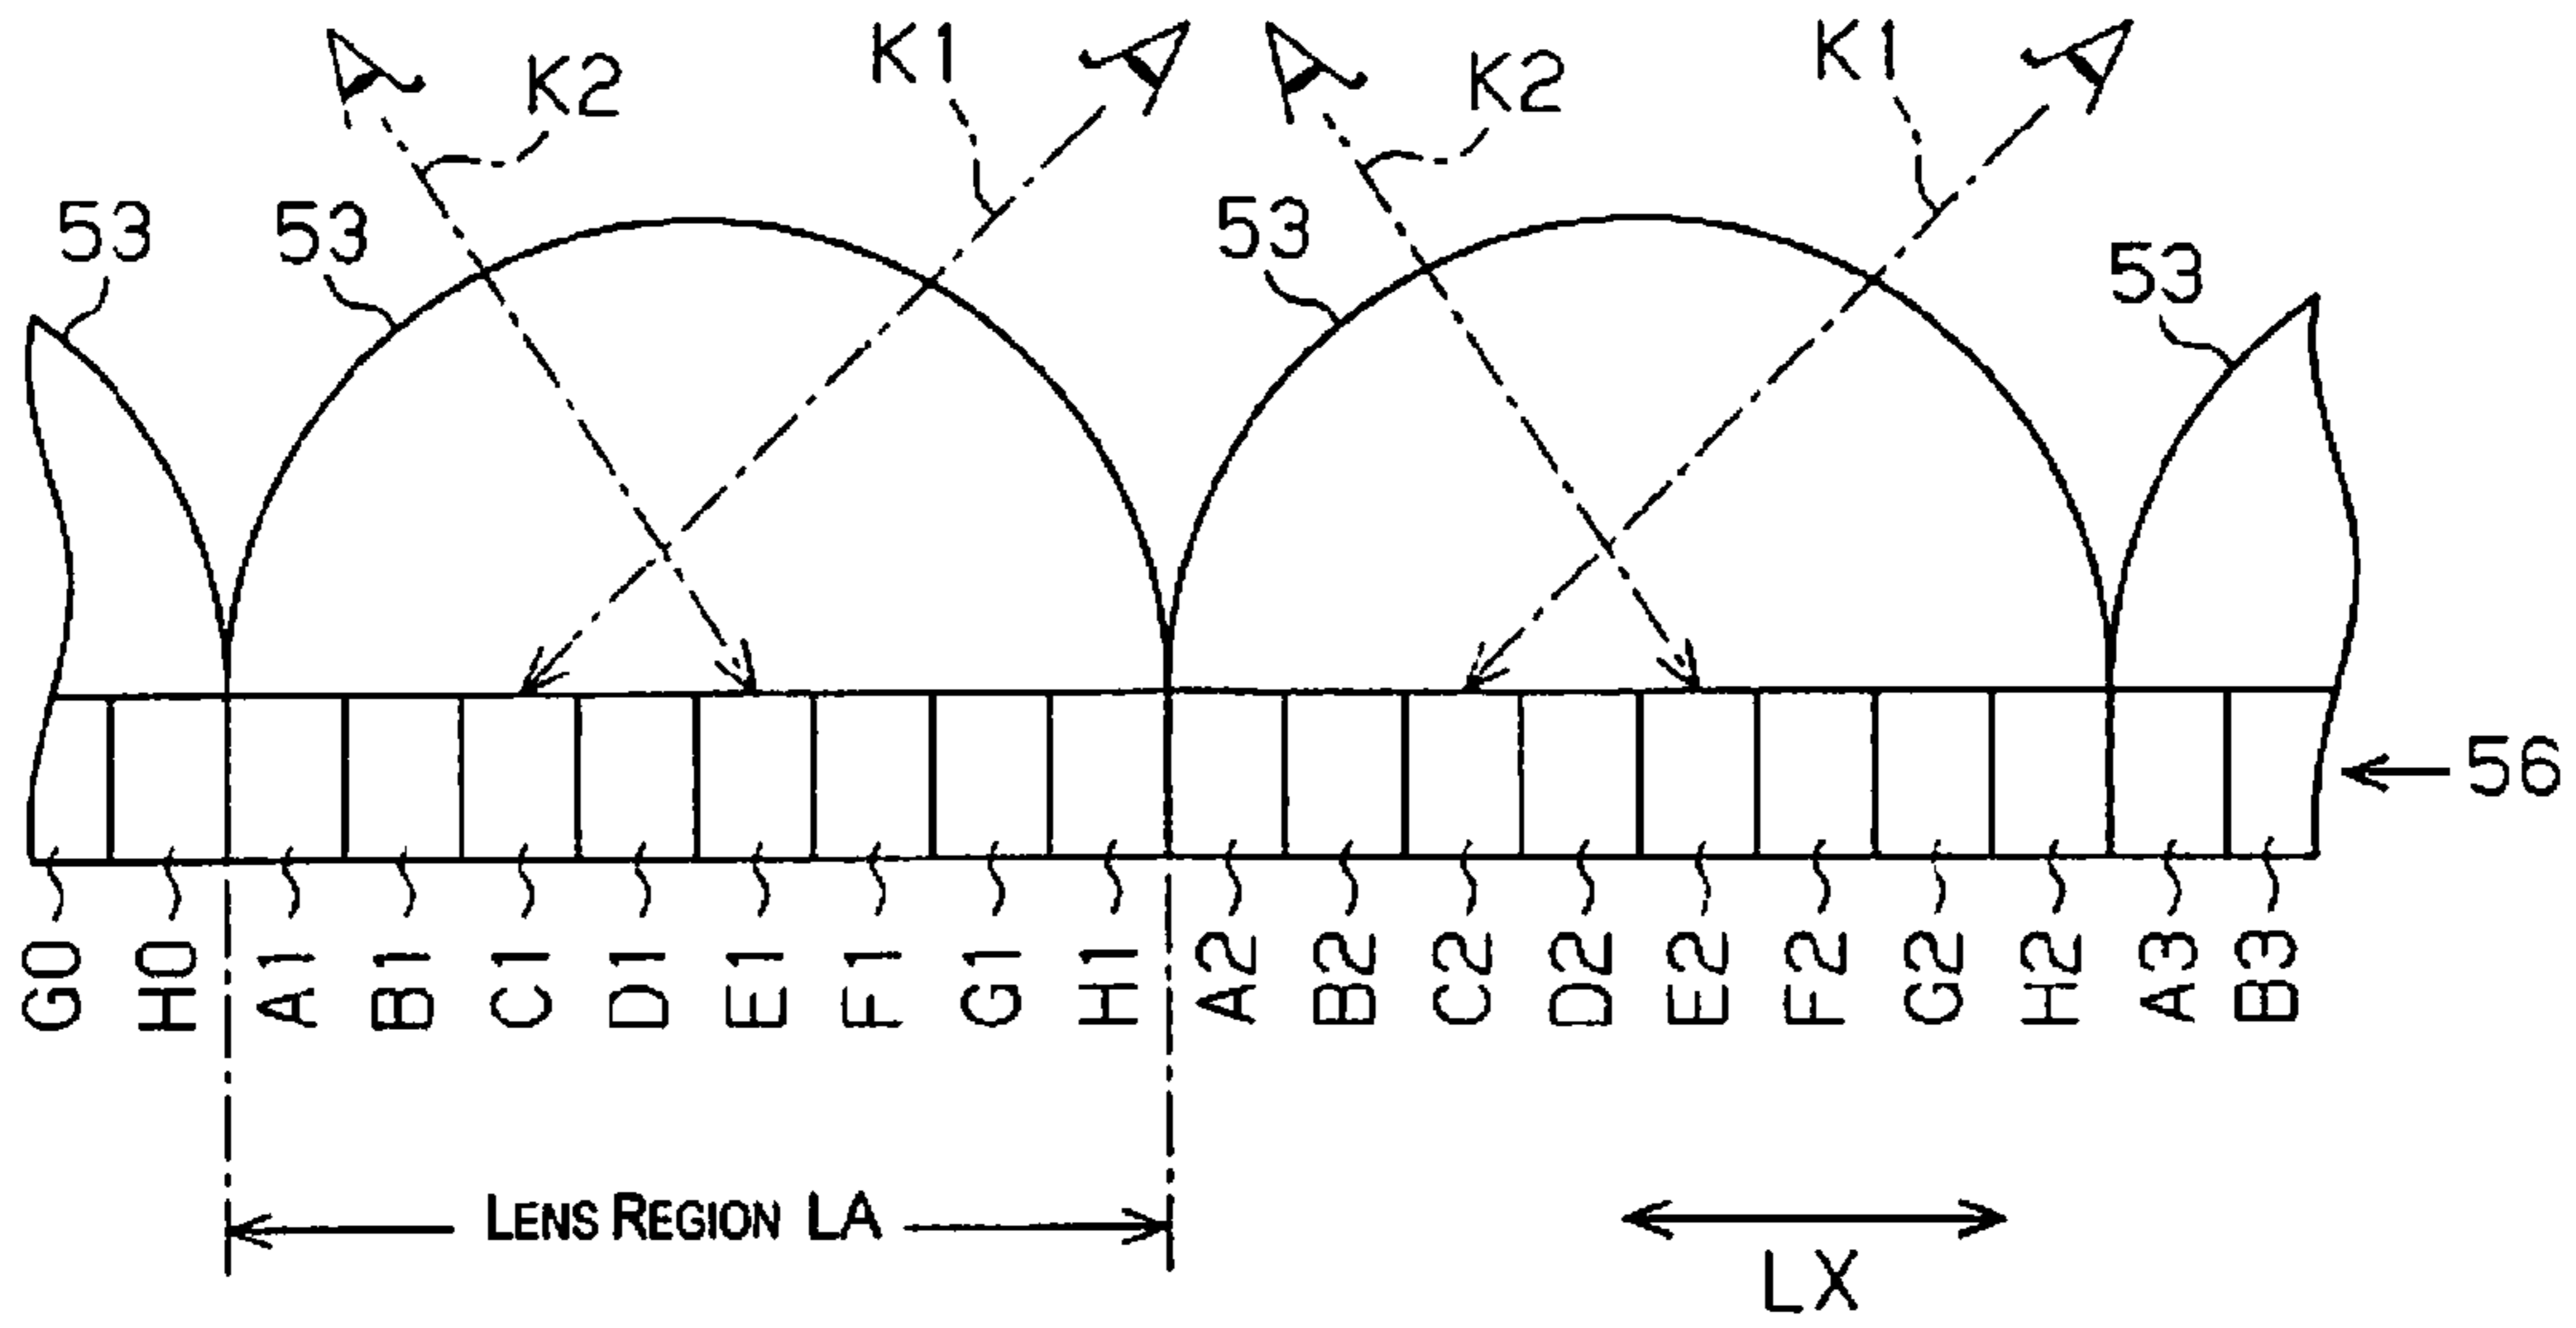 K2
K1
K2
K1
53
53
53
53
56
G0
H0
A1
B1
C1
D1
E1
F1
G1
H1
A2
B2
C2
D2
E2
F2
G2
H2
A3
B3
LENS REGION LA
LX